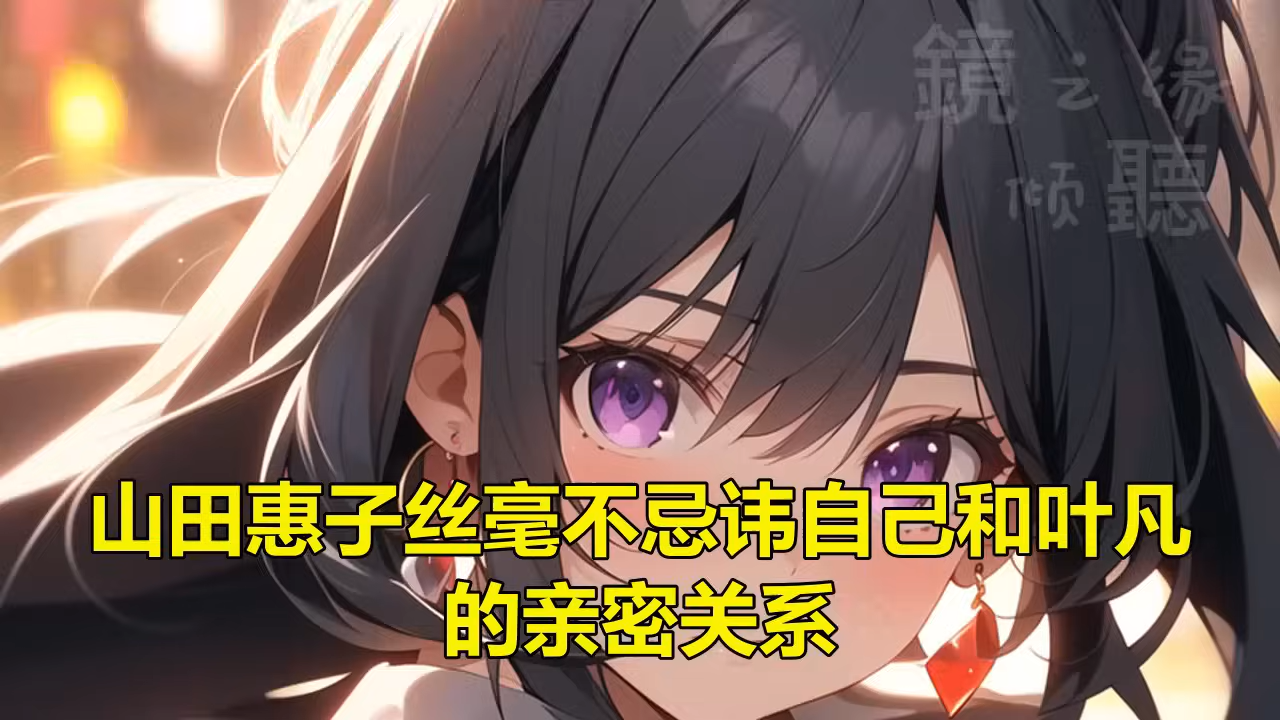 鏡之缘
倾聽
山田惠子丝毫不忌讳自己和叶凡
的亲密关系